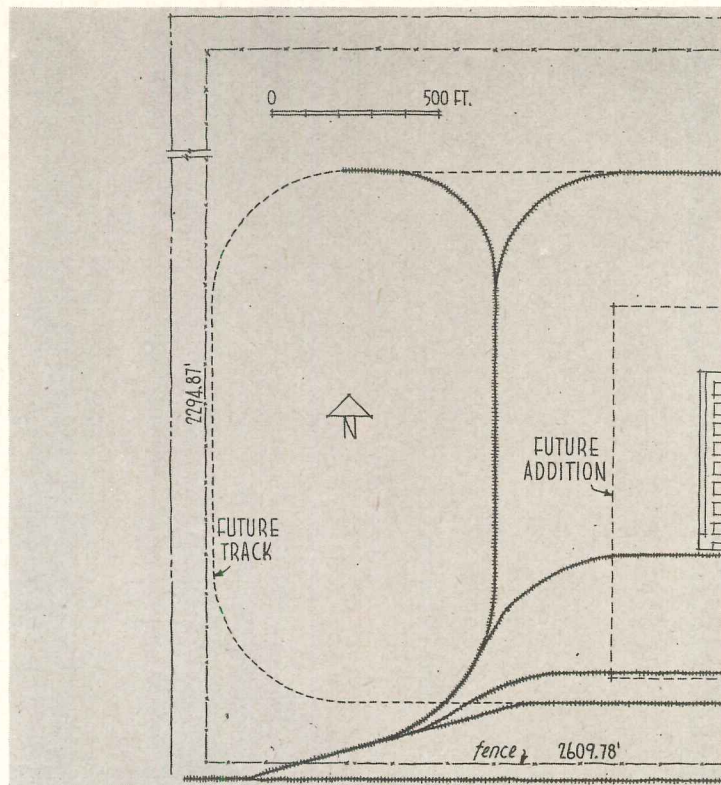 0 500 FT.
2294.87'
N
FUTURE
ADDITION
FUTURE
TRACK
fence 2609.78'